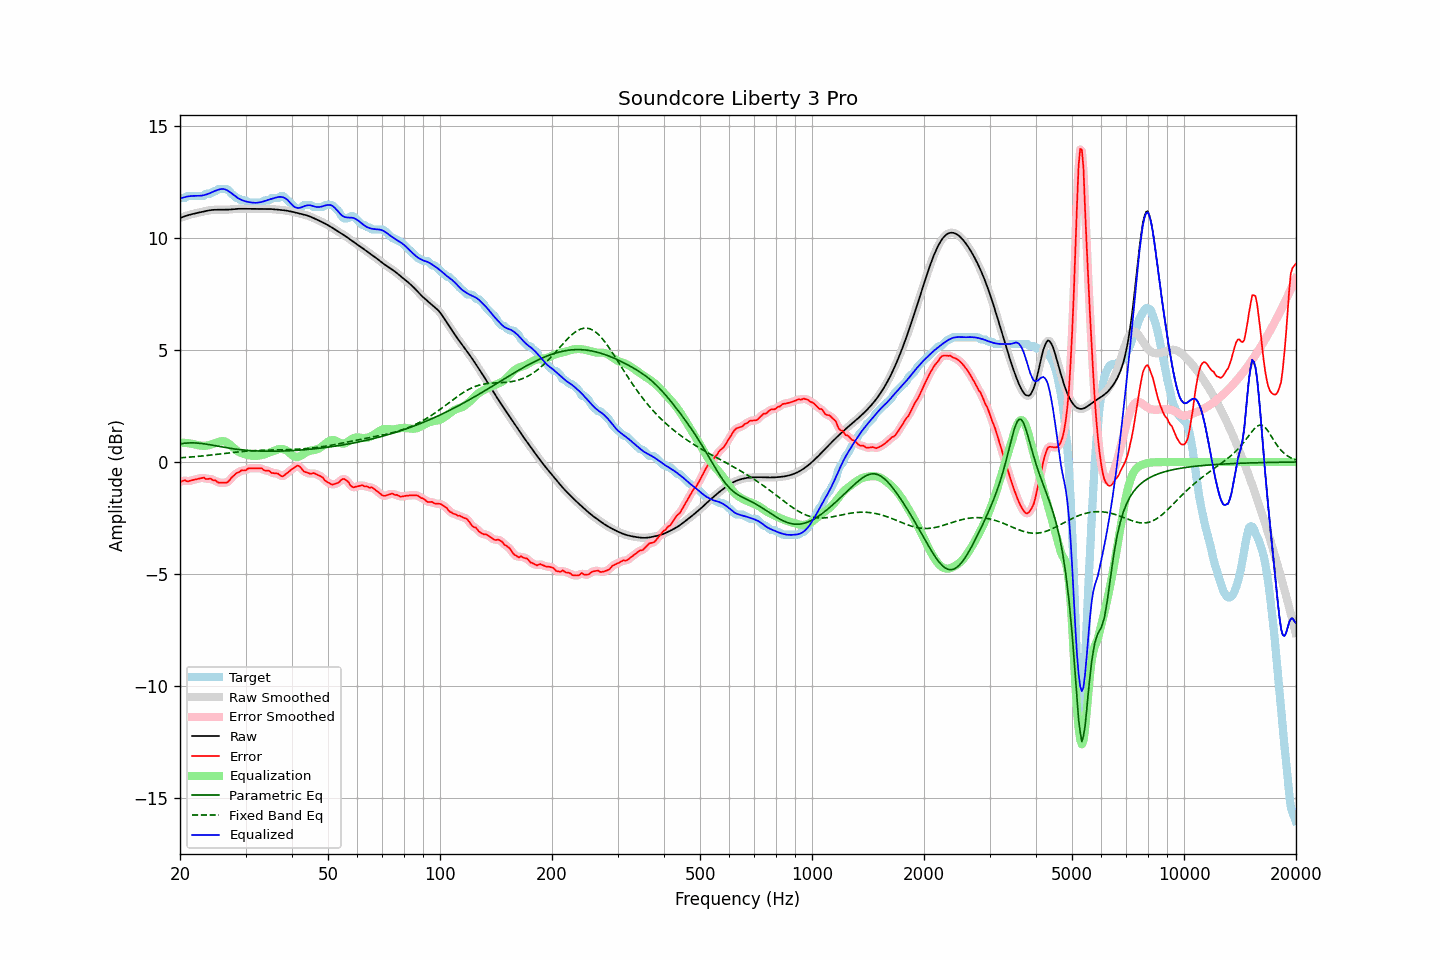 Soundcore Liberty 3 Pro
Amplitude (dBr)
15
10
5
0
−5
−10
−15
Target
Raw Smoothed
Error Smoothed
Raw
Error
Equalization
Parametric Eq
Fixed Band Eq
Equalized
20 50 100 200 500 1000 2000 5000 10000 20000
Frequency (Hz)